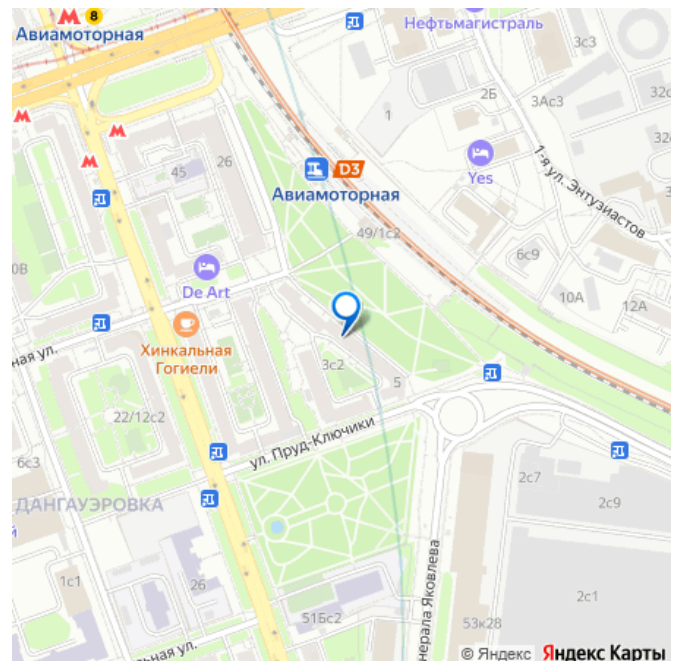 8
Авиамоторная
Нефтьмагистраль
3с3
2Б
3Ас3
32с
1
32
45
26
D3
Авиамоторная
Yes
1-я ул. Энтузиастов
49/1с2
6с9
0В
De Art
10А
12А
Хинкальная
Гогиели
ная ул.
3с2
5
22/12с2
ул. Пруд-Ключики
6с3
2с7
2с9
ДАНГАУЭРОВКА
й
1с1
26
2с1
51Бс2
53к28
нерала Яковлева
льная ул.
© Яндекс Яндекс Карты